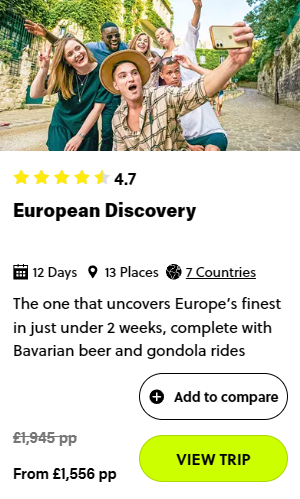 4.7
European Discovery
12 Days 13 Places 7 Countries
The one that uncovers Europe's finest
in just under 2 weeks, complete with
Bavarian beer and gondola rides
Add to compare
£1,945 pp
From £1,556 pp
VIEW TRIP